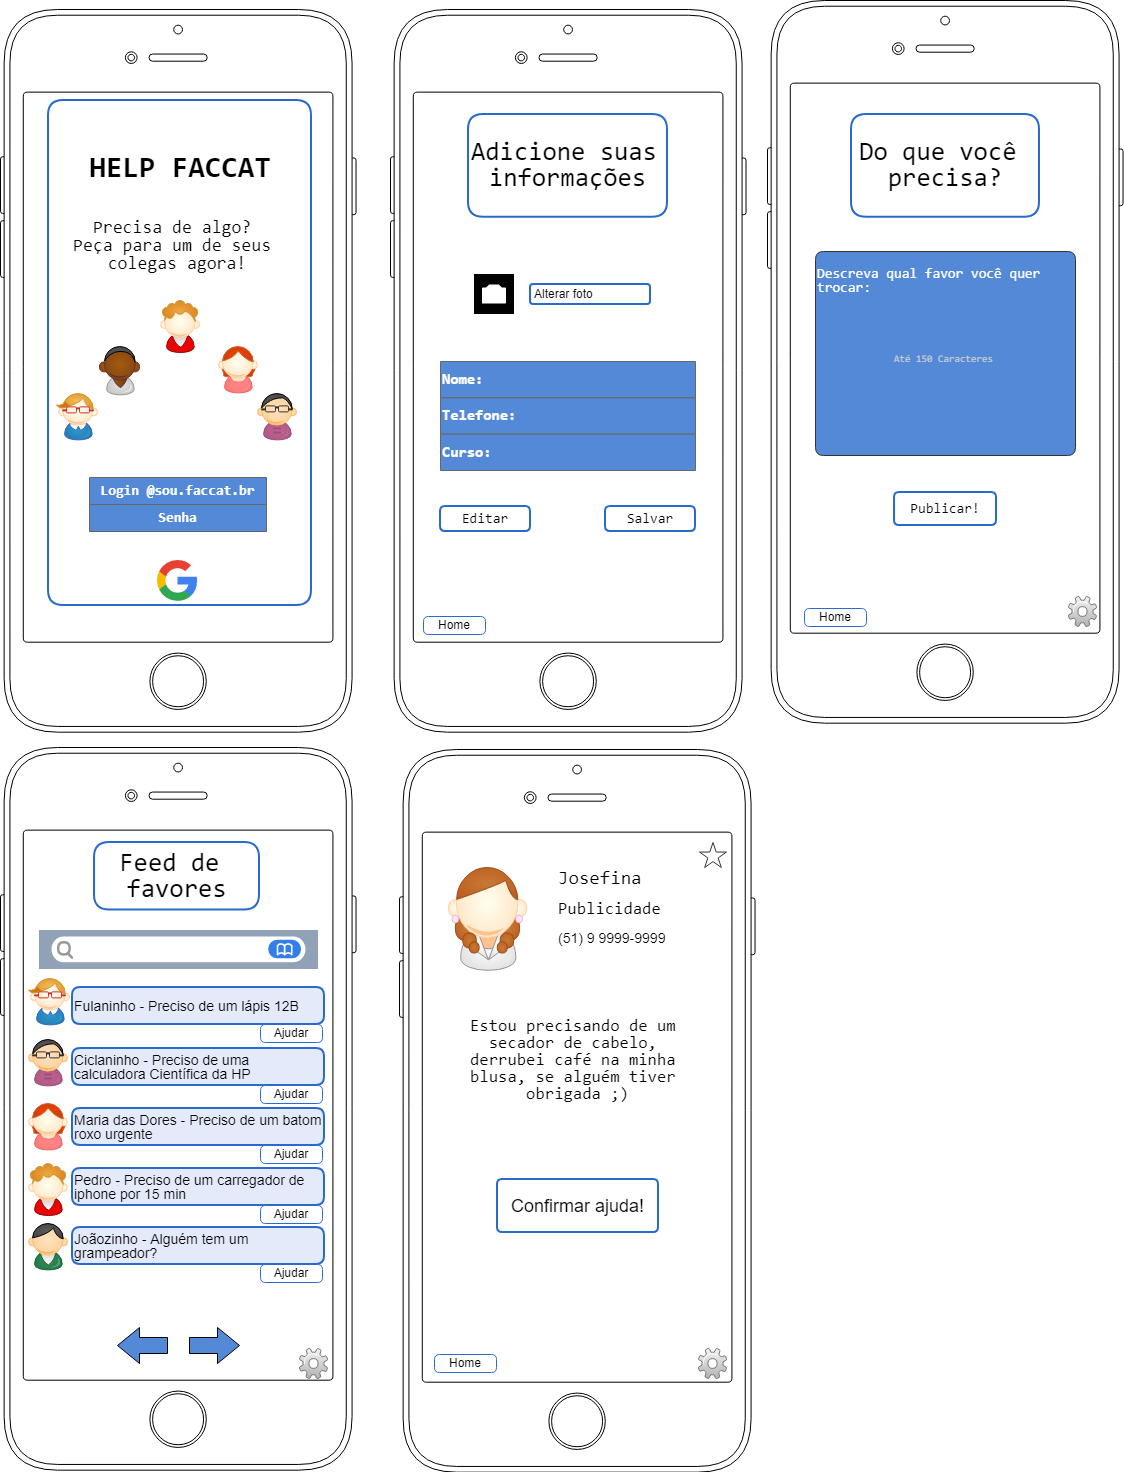 HELP FACCAT
Precisa de algo?
Peça para um de seus
colegas agora!
Login @sou.faccat.br
Senha
Adicione suas
informações
Alterar foto
Nome:
Telefone:
Curso:
Editar
Salvar
Home
Do que você
precisa?
Descreva qual favor você quer
trocar:
Até 150 Caracteres
Publicar!
Home
Feed de
favores
Fulaninho - Preciso de um lápis 12B
Ajudar
Ciclaninho - Preciso de uma
calculadora Científica da HP
Ajudar
Maria das Dores - Preciso de um batom
roxo urgente
Ajudar
Pedro - Preciso de um carregador de
iphone por 15 min
Ajudar
Joãozinho - Alguém tem um
grampeador?
Ajudar
Josefina
Publicidade
(51) 9 9999-9999
Estou precisando de um
secador de cabelo,
derrubei café na minha
blusa, se alguém tiver
obrigada ;)
Confirmar ajuda!
Home